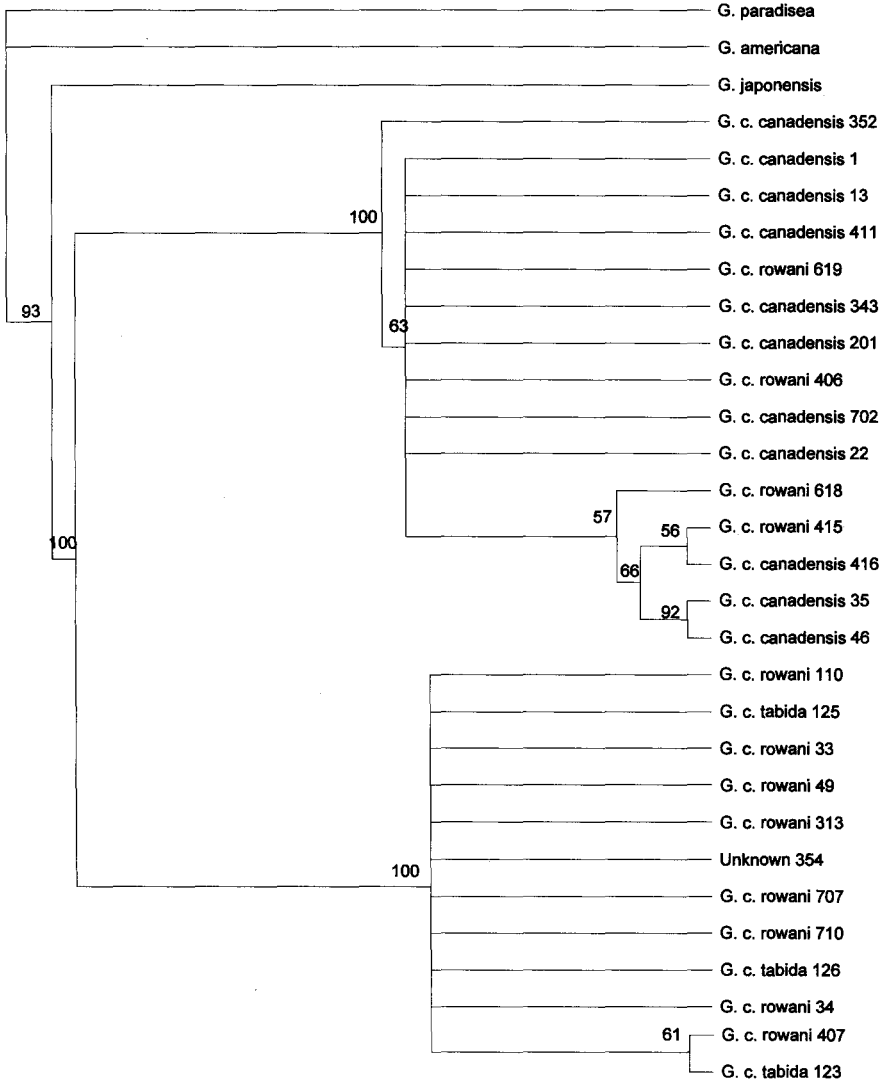 G. paradisea
G. americana
G. japonensis
G. c. canadensis 352
G. c. canadensis 1
G. c. canadensis 13
100
G. c. canadensis 411
G. c. rowani 619
G. c. canadensis 343
93
63
G. c. canadensis 201
G. c. rowani 406
G. c. canadensis 702
G. c. canadensis 22
G. c. rowani 618
57
G. c. rowani 415
56
100
G. c. canadensis 416
66
G. c. canadensis 35
92
G. c. canadensis 46
G. c. rowani 110
G. c. tabida 125
G. c. rowani 33
G. c. rowani 49
G. c. rowani 313
Unknown 354
100
G. c. rowani 707
G. c. rowani 710
G. c. tabida 126
G. c. rowani 34
61
G. c. rowani 407
G. c. tabida 123